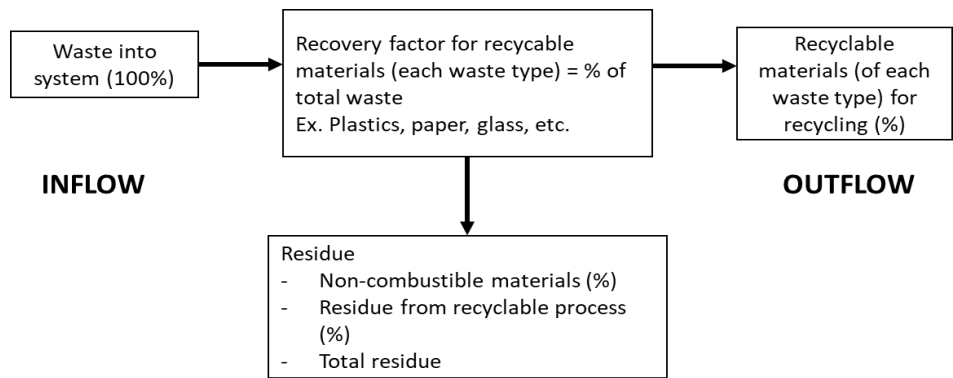 Waste into
system (100%)
Recovery factor for recycable
materials (each waste type) = % of
total waste
Ex. Plastics, paper, glass, etc.
Recyclable
materials (of each
waste type) for
recycling (%)
INFLOW
OUTFLOW
Residue
- Non-combustible materials (%)
- Residue from recyclable process
(%)
- Total residue